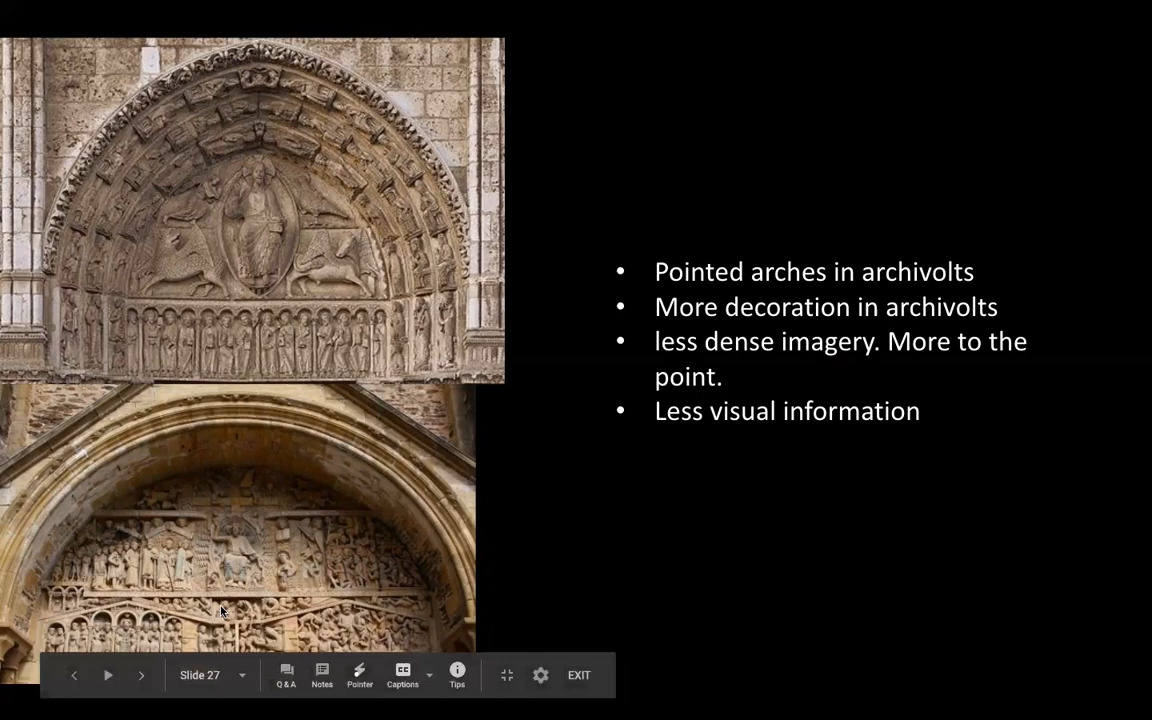 • Pointed arches in archivolts
• More decoration in archivolts
• less dense imagery. More to the
point.
• Less visual information
Slide 27
Q & A
Notes
Pointer
CC
Captions
Tips
EXIT